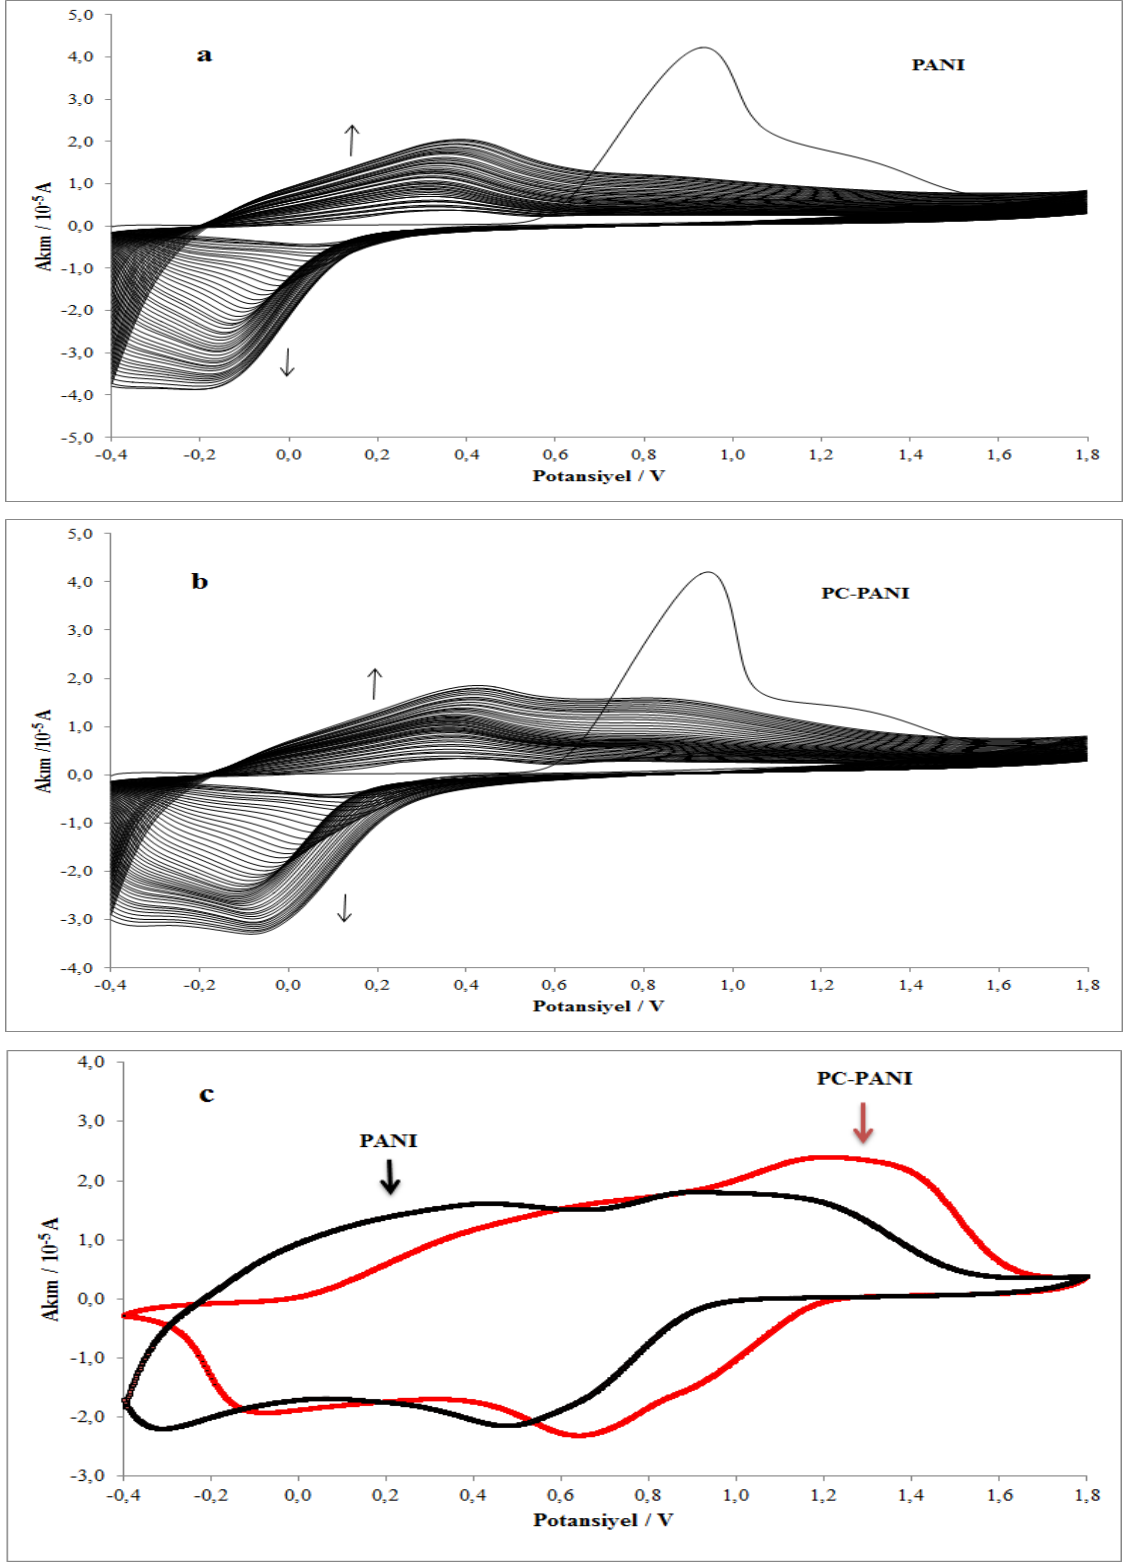 a
PANI
Akım / 10⁻⁵ A
5,0
4,0
3,0
2,0
1,0
0,0
-1,0
-2,0
-3,0
-4,0
-5,0
-0,4 -0,2 0,0 0,2 0,4 0,6 0,8 1,0 1,2 1,4 1,6 1,8
Potansiyel / V
b
PC-PANI
Akım /10⁻⁵ A
5,0
4,0
3,0
2,0
1,0
0,0
-1,0
-2,0
-3,0
-4,0
-0,4 -0,2 0,0 0,2 0,4 0,6 0,8 1,0 1,2 1,4 1,6 1,8
Potansiyel / V
c
PC-PANI
PANI
Akım / 10⁻⁵ A
4,0
3,0
2,0
1,0
0,0
-1,0
-2,0
-3,0
-0,4 -0,2 0,0 0,2 0,4 0,6 0,8 1,0 1,2 1,4 1,6 1,8
Potansiyel / V